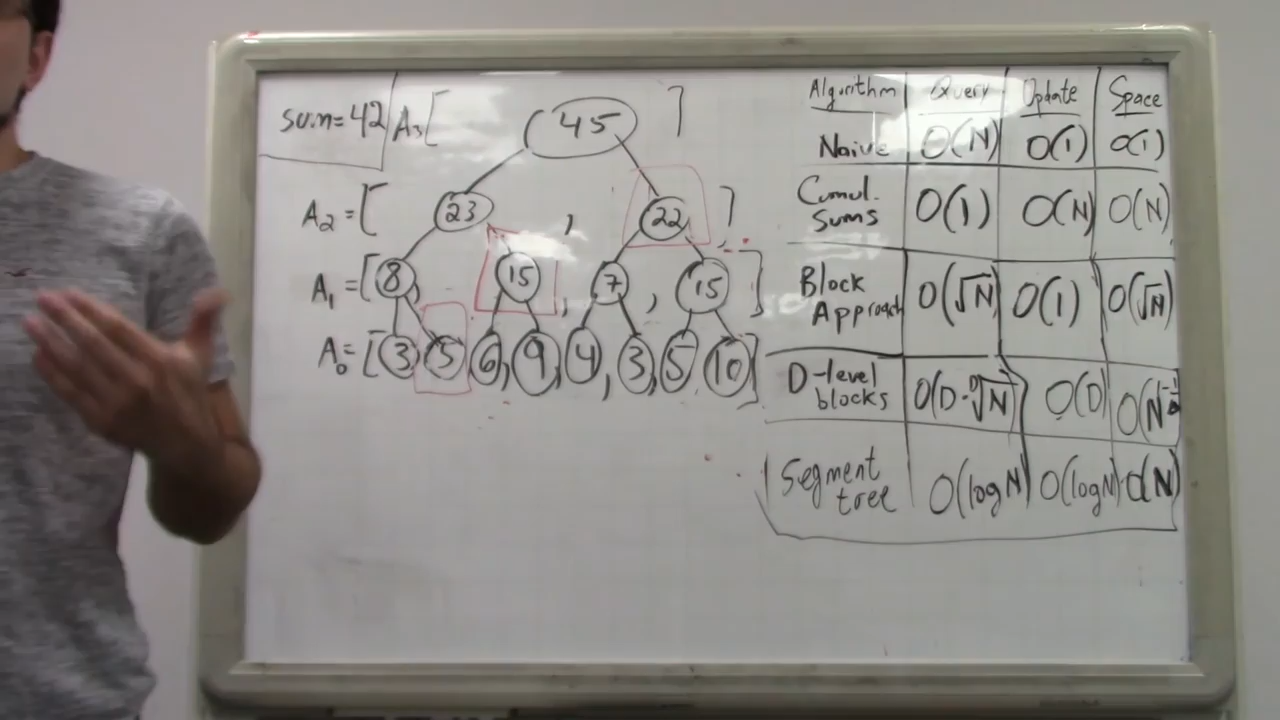 sum=42 A₃[ 45 ]
A₂=[ 23 , 22 ]
A₁=[ 8, 15 , 7 , 15 ]
A₀=[ 3 5 6, 9, 4, 3, 5 10 ]
Algorithm Query Update Space
Naive O(N) O(1) O(1)
Cumul. Sums O(1) O(N) O(N)
Block Approach O(√N) O(1) O(√N)
D-level blocks O(D·ᴰ√N) O(D)
Segment tree O(logN) O(logN) O(N)